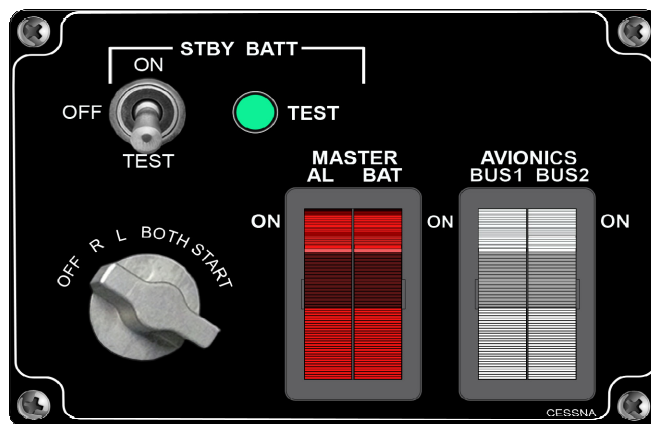 STBY BATT
ON
OFF
TEST
TEST
MASTER
AL BAT
AVIONICS
BUS1 BUS2
ON
ON
ON
OFF R L BOTH START
CESSNA